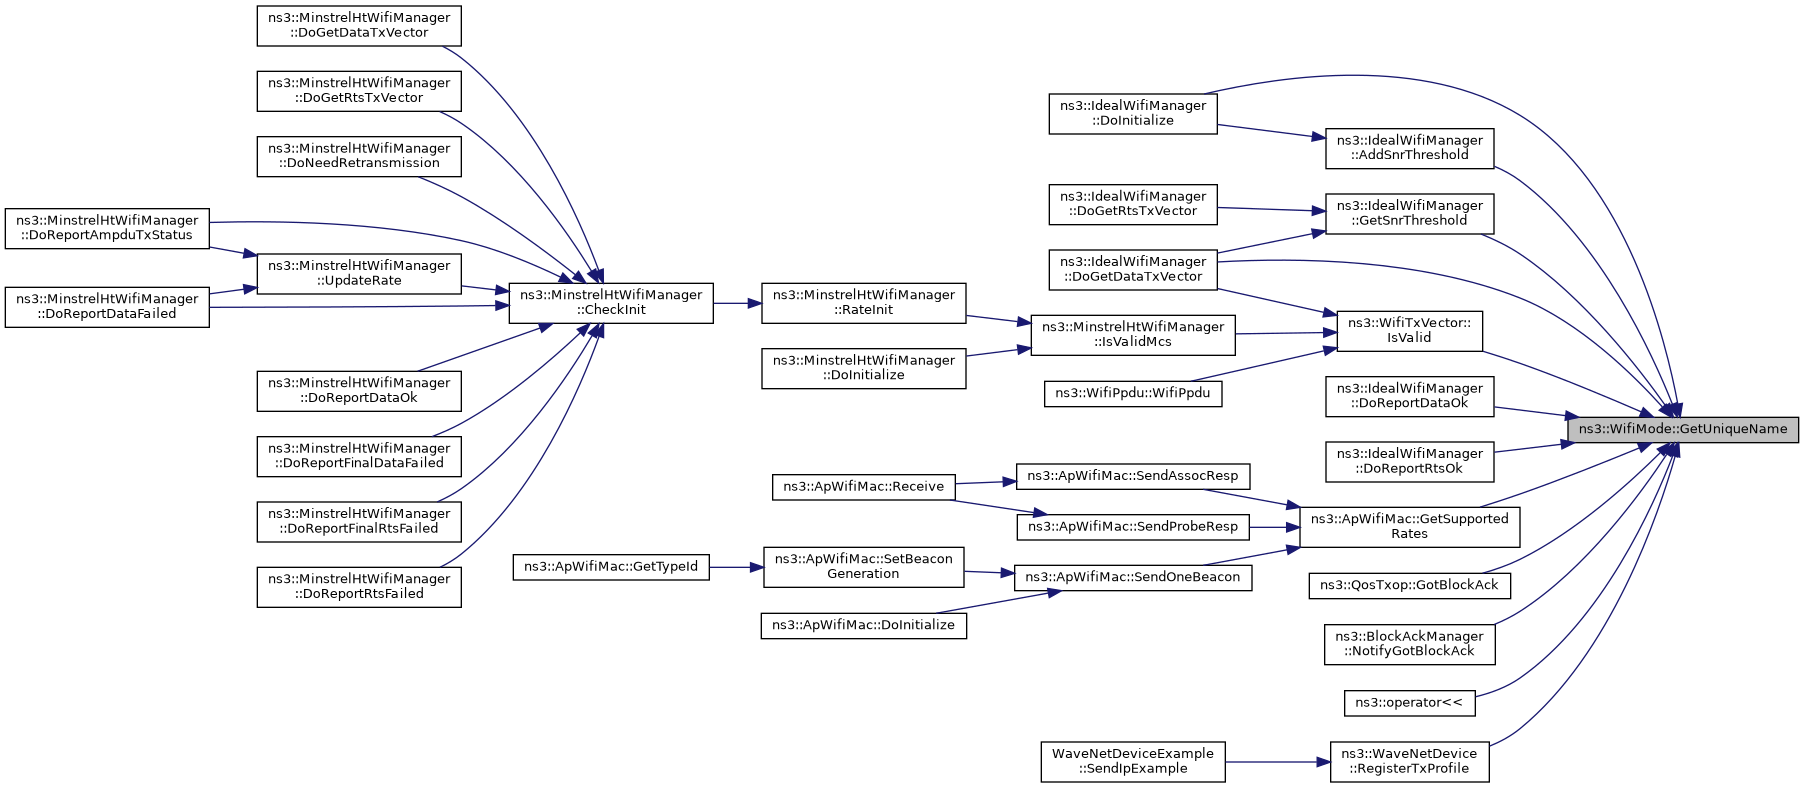 ns3::MinstrelHtWifiManager
::DoGetDataTxVector
ns3::MinstrelHtWifiManager
::DoGetRtsTxVector
ns3::MinstrelHtWifiManager
::DoNeedRetransmission
ns3::MinstrelHtWifiManager
::DoReportAmpduTxStatus
ns3::MinstrelHtWifiManager
::UpdateRate
ns3::MinstrelHtWifiManager
::DoReportDataFailed
ns3::MinstrelHtWifiManager
::DoReportDataOk
ns3::MinstrelHtWifiManager
::DoReportFinalDataFailed
ns3::MinstrelHtWifiManager
::DoReportFinalRtsFailed
ns3::MinstrelHtWifiManager
::DoReportRtsFailed
ns3::MinstrelHtWifiManager
::CheckInit
ns3::ApWifiMac::GetTypeId
ns3::MinstrelHtWifiManager
::RateInit
ns3::MinstrelHtWifiManager
::DoInitialize
ns3::ApWifiMac::Receive
ns3::ApWifiMac::SetBeacon
Generation
ns3::ApWifiMac::DoInitialize
ns3::IdealWifiManager
::DoInitialize
ns3::IdealWifiManager
::DoGetRtsTxVector
ns3::IdealWifiManager
::DoGetDataTxVector
ns3::MinstrelHtWifiManager
::IsValidMcs
ns3::WifiPpdu::WifiPpdu
ns3::ApWifiMac::SendAssocResp
ns3::ApWifiMac::SendProbeResp
ns3::ApWifiMac::SendOneBeacon
WaveNetDeviceExample
::SendIpExample
ns3::IdealWifiManager
::AddSnrThreshold
ns3::IdealWifiManager
::GetSnrThreshold
ns3::WifiTxVector::
IsValid
ns3::IdealWifiManager
::DoReportDataOk
ns3::IdealWifiManager
::DoReportRtsOk
ns3::ApWifiMac::GetSupported
Rates
ns3::QosTxop::GotBlockAck
ns3::BlockAckManager
::NotifyGotBlockAck
ns3::operator<<
ns3::WaveNetDevice
::RegisterTxProfile
ns3::WifiMode::GetUniqueName